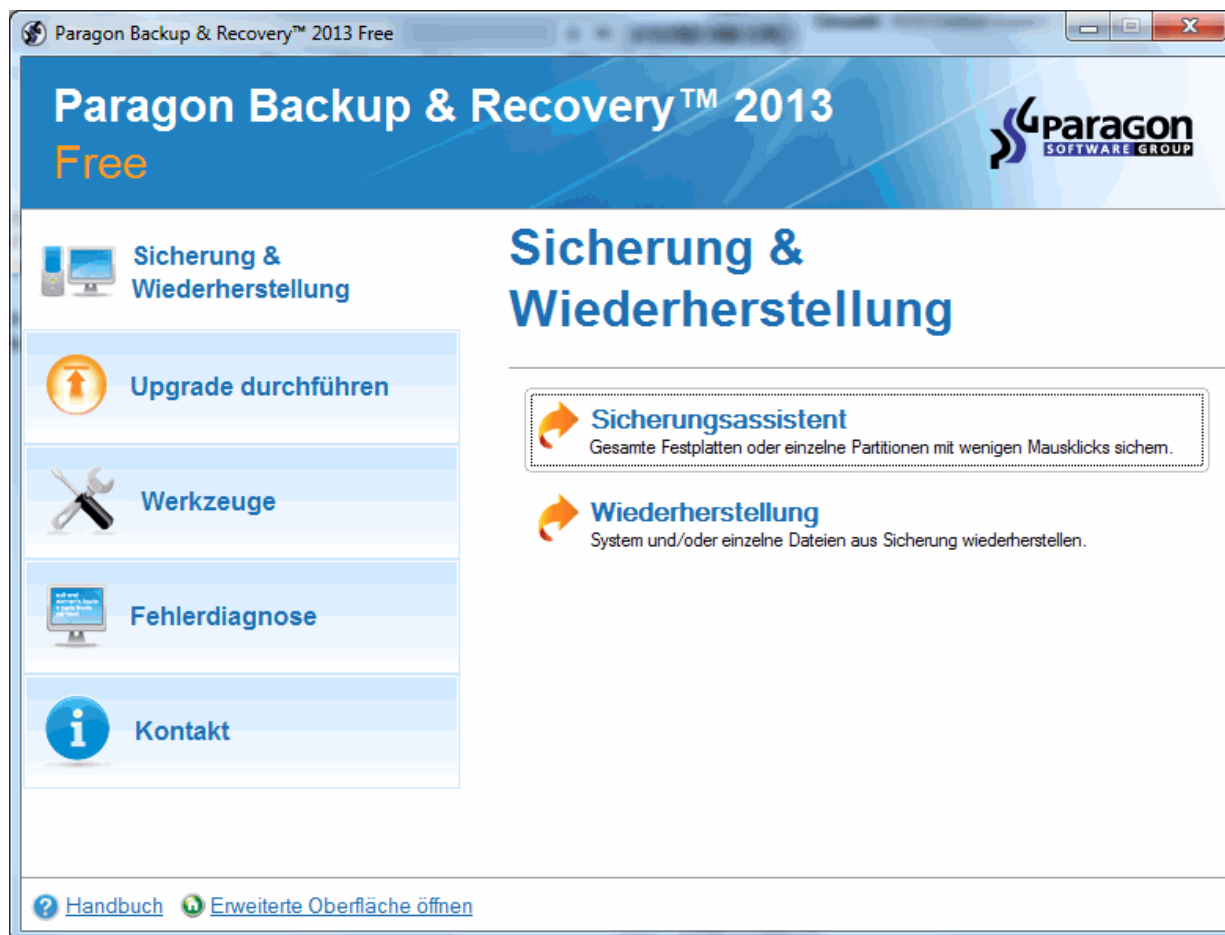 Paragon Backup & Recovery™ 2013 Free
Paragon Backup & Recovery™ 2013
Free
Paragon
SOFTWARE GROUP
Sicherung &
Wiederherstellung
Upgrade durchführen
Werkzeuge
Fehlerdiagnose
Kontakt
Sicherung &
Wiederherstellung
Sicherungsassistent
Gesamte Festplatten oder einzelne Partitionen mit wenigen Mausklicks sichern.
Wiederherstellung
System und/oder einzelne Dateien aus Sicherung wiederherstellen.
Handbuch
Erweiterte Oberfläche öffnen